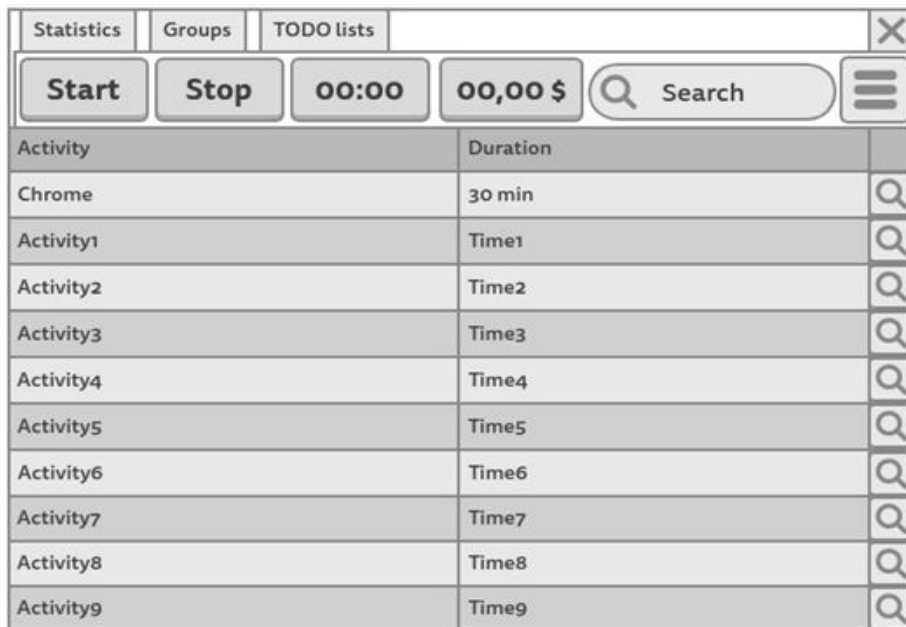 Statistics Groups TODO lists
Start Stop 00:00 00,00 $ Search
Activity Duration
Chrome 30 min
Activity1 Time1
Activity2 Time2
Activity3 Time3
Activity4 Time4
Activity5 Time5
Activity6 Time6
Activity7 Time7
Activity8 Time8
Activity9 Time9